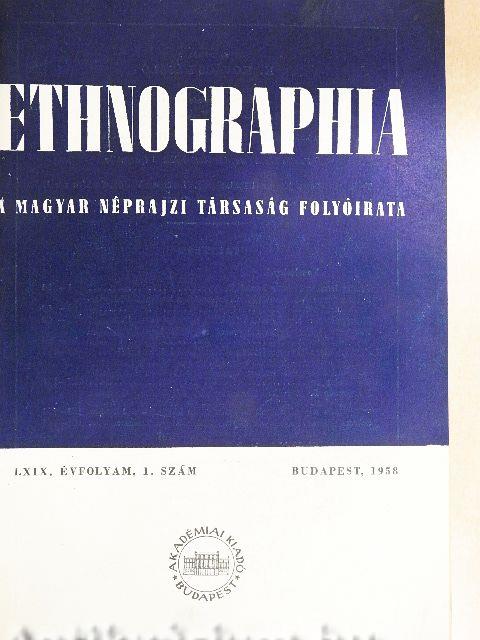 ETHNOGRAPHIA
A MAGYAR NÉPRAJZI TÁRSASÁG FOLYÓIRATA
LXIX. ÉVFOLYAM, 1. SZÁM
BUDAPEST, 1958
AKADÉMIAI KIADÓ
BUDAPEST